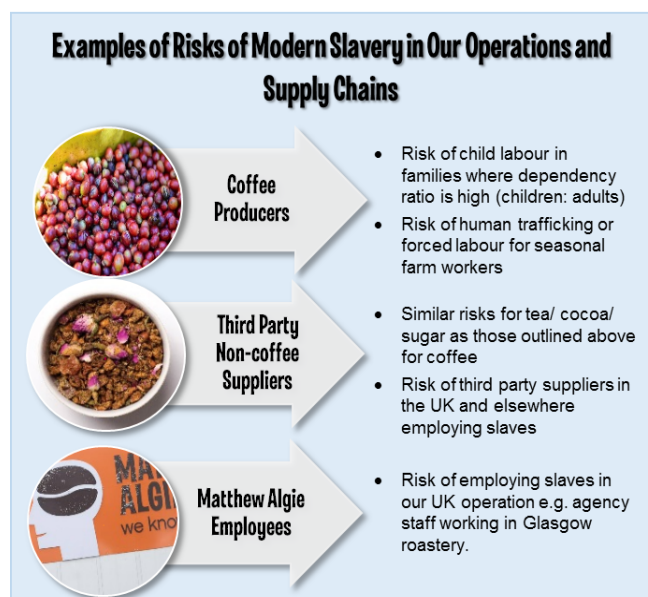 Examples of Risks of Modern Slavery in Our Operations and
Supply Chains
Coffee
Producers
• Risk of child labour in
families where dependency
ratio is high (children: adults)
• Risk of human trafficking or
forced labour for seasonal
farm workers
Third Party
Non-coffee
Suppliers
• Similar risks for tea/ cocoa/
sugar as those outlined above
for coffee
• Risk of third party suppliers in
the UK and elsewhere
employing slaves
MA
ALGI
we kno
Matthew Algie
Employees
• Risk of employing slaves in
our UK operation e.g. agency
staff working in Glasgow
roastery.